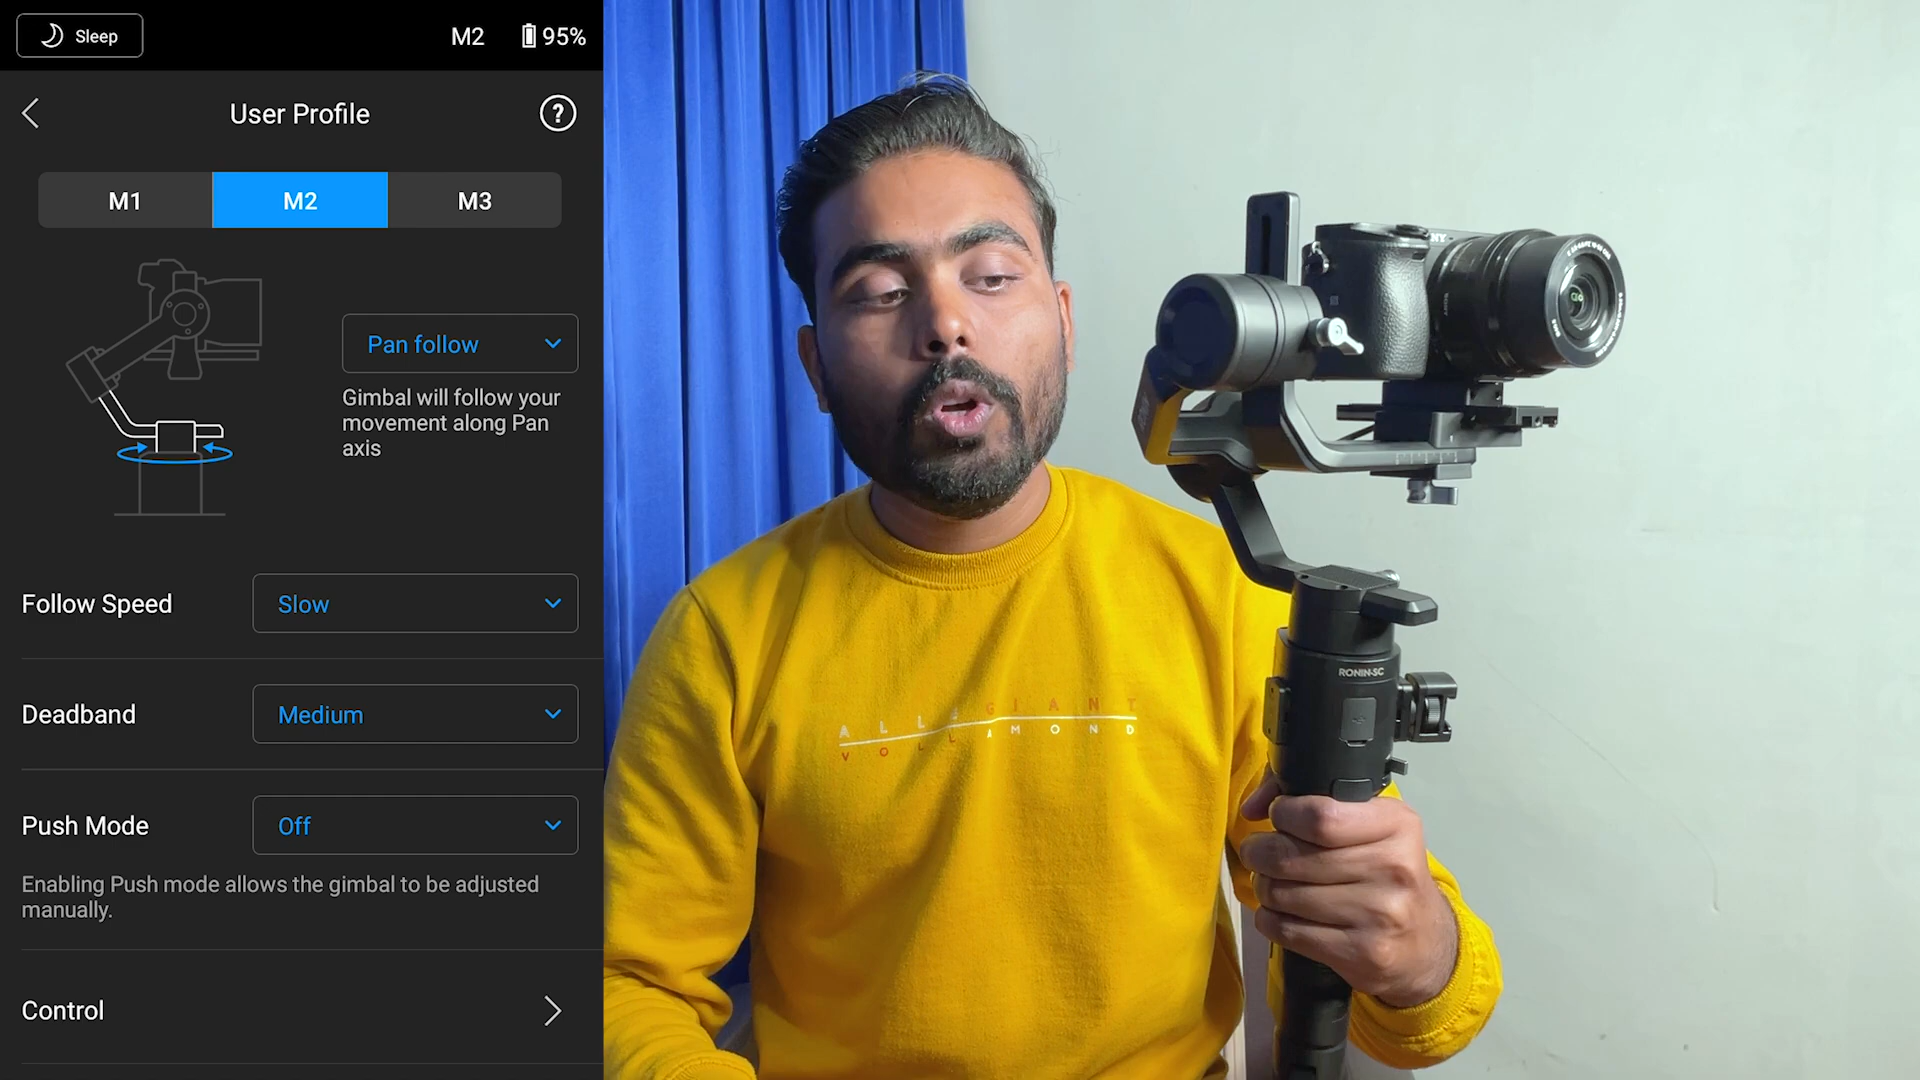 Sleep
M2
95%
User Profile
?
M1
M2
M3
Pan follow
Gimbal will follow your
movement along Pan
axis
Follow Speed
Slow
Deadband
Medium
Push Mode
Off
Enabling Push mode allows the gimbal to be adjusted
manually.
Control
RONIN-SC